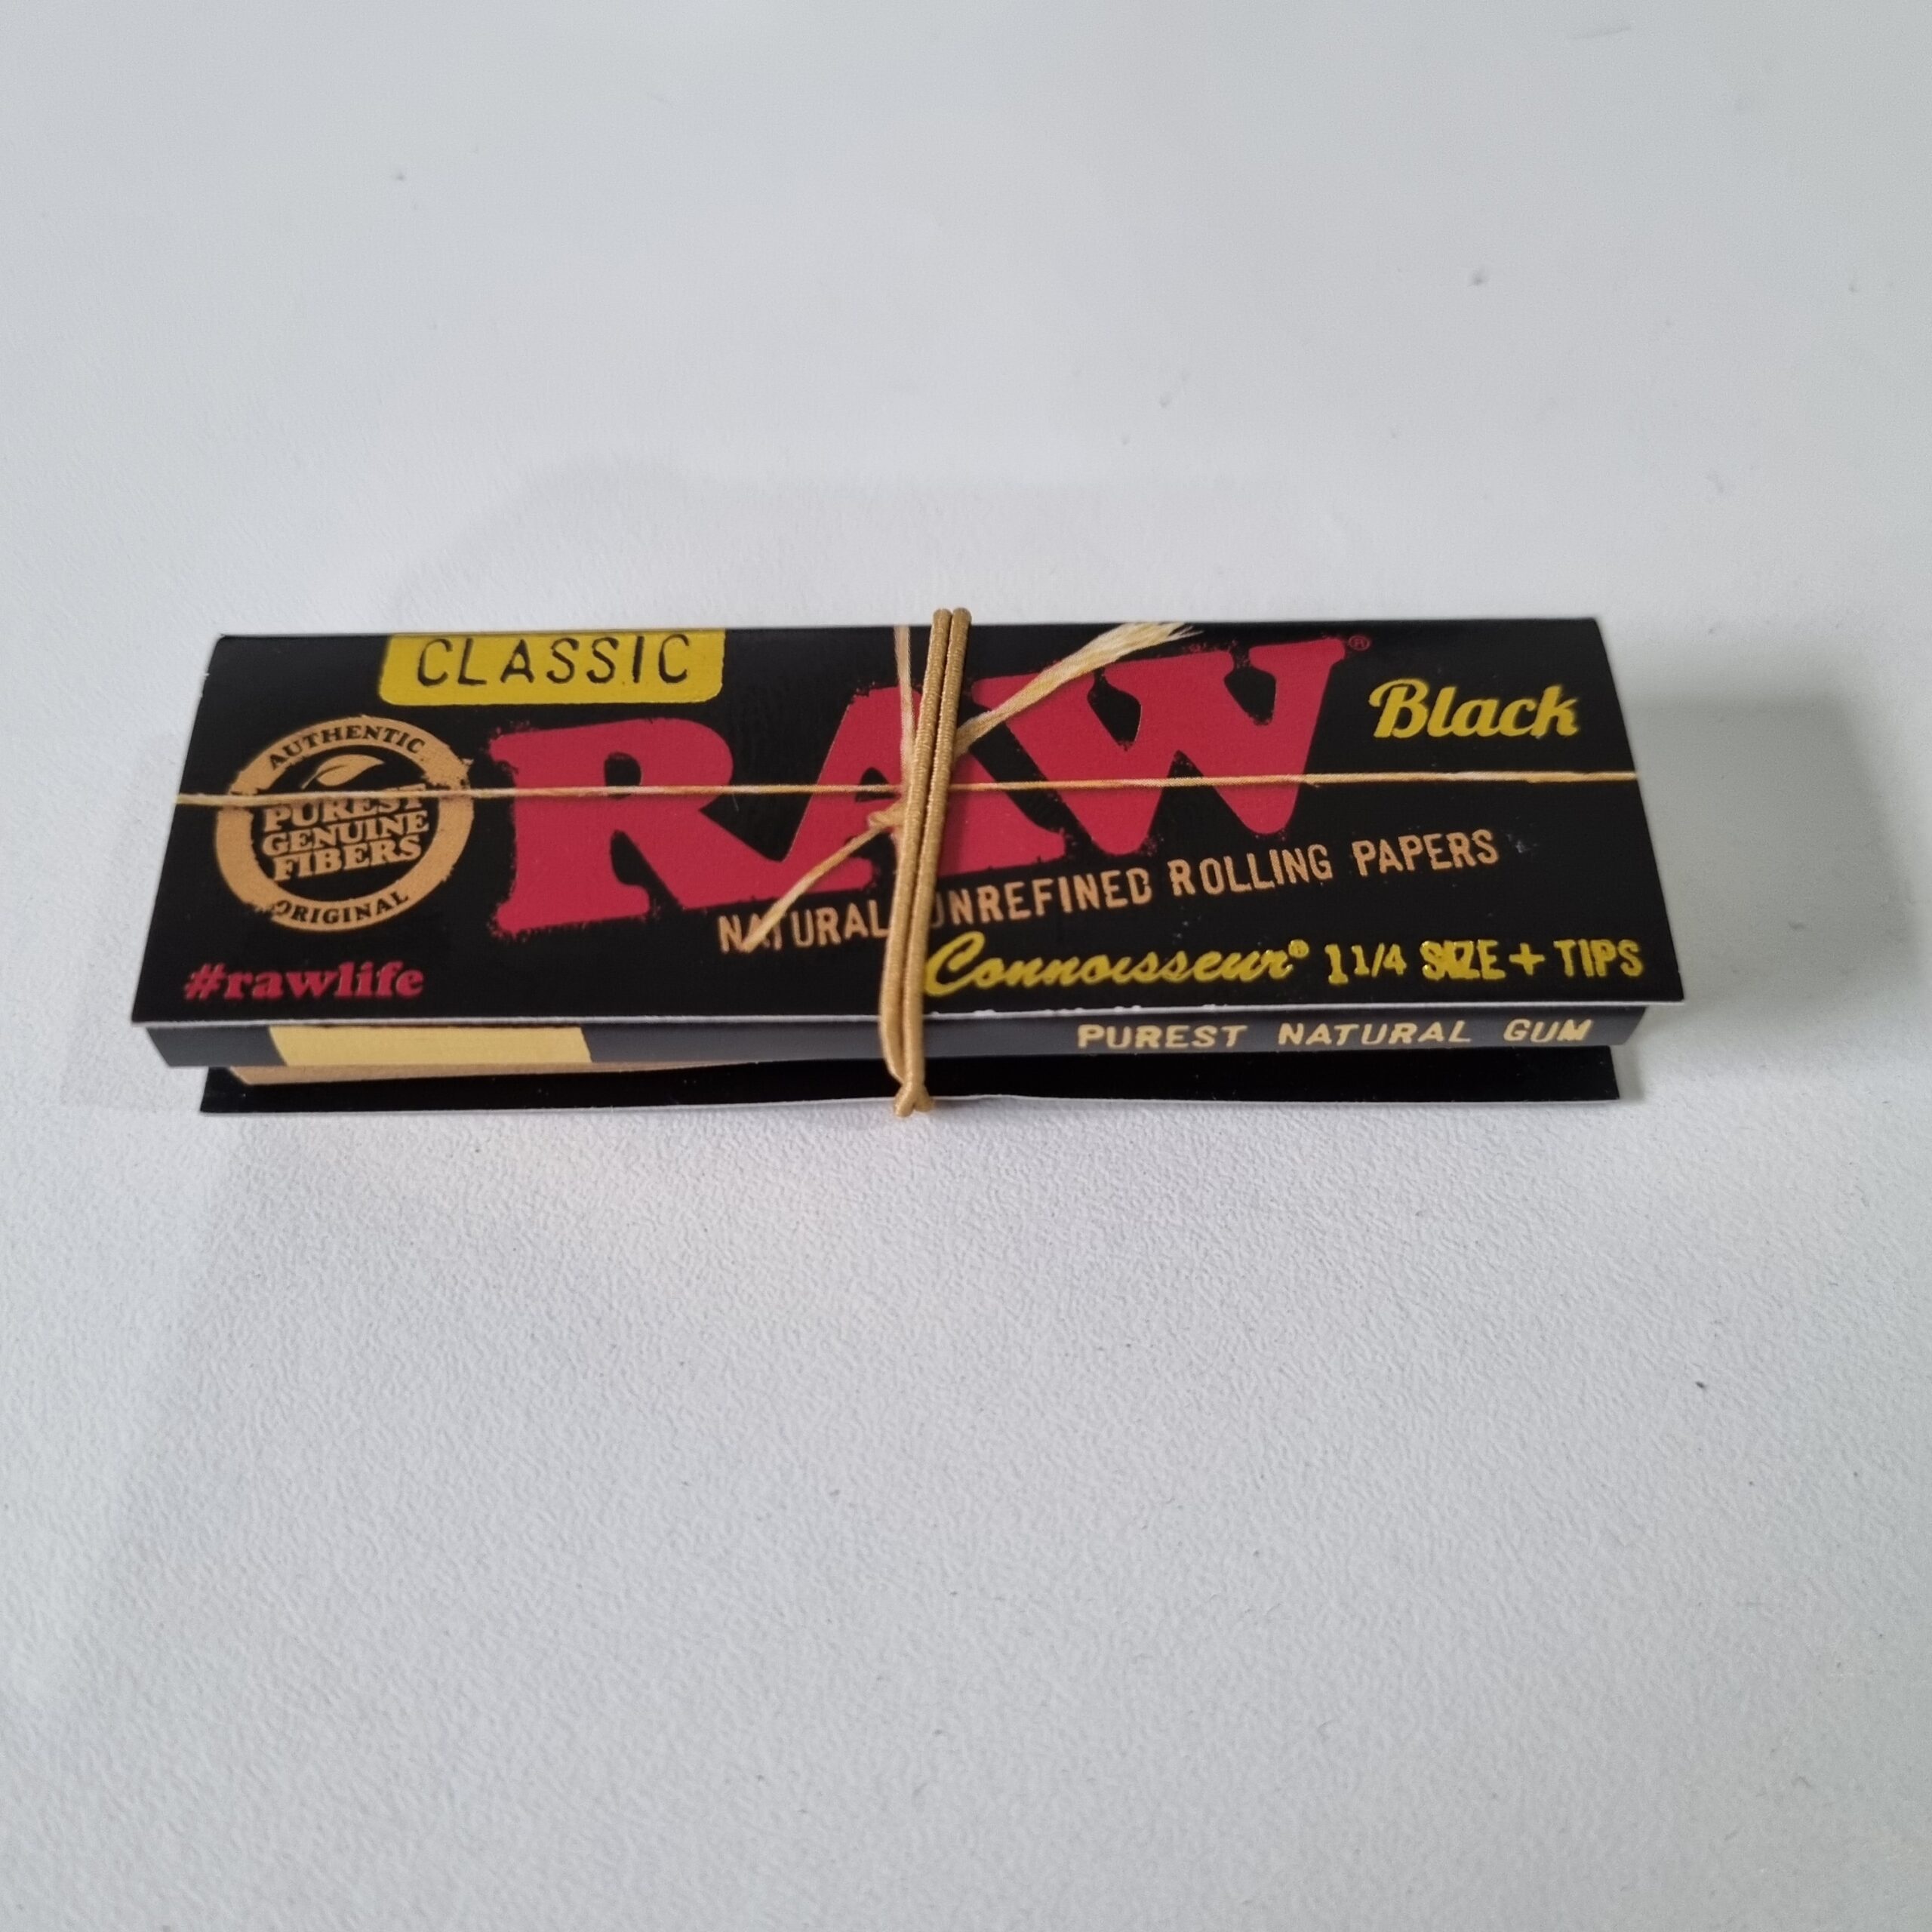 CLASSIC
RAW®
Black
AUTHENTIC
PUREST
GENUINE
FIBERS
ORIGINAL
NATURAL UNREFINED ROLLING PAPERS
Connoisseur® 1 1/4 SIZE + TIPS
#rawlife
PUREST NATURAL GUM